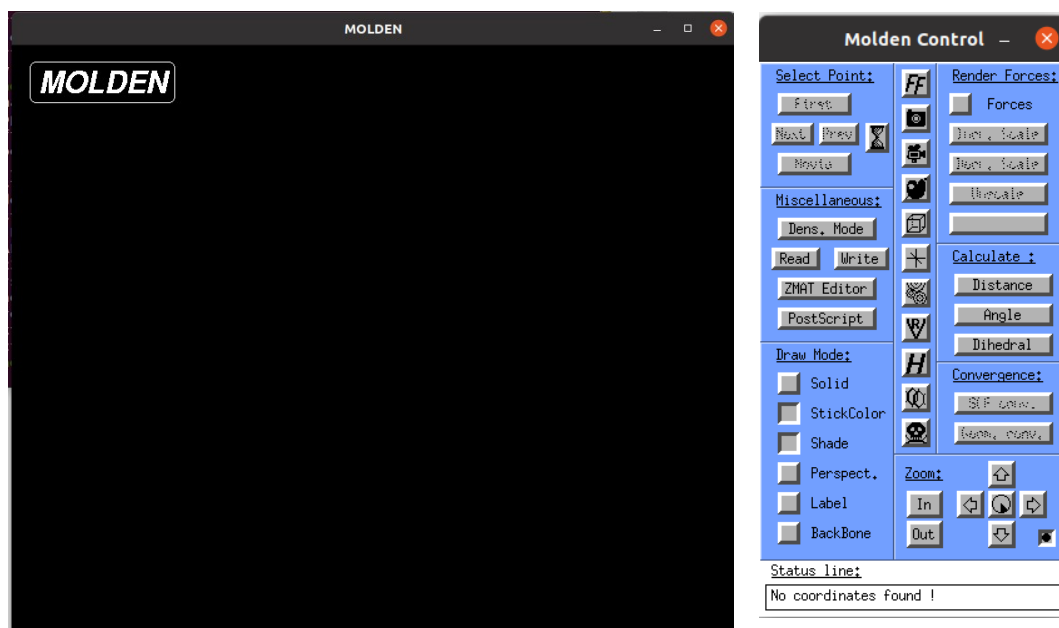 MOLDEN
MOLDEN
Molden Control
Select Point:
First
Next Prev
Movie
Miscellaneous:
Dens. Mode
Read Write
ZMAT Editor
PostScript
Draw Mode:
Solid
StickColor
Shade
Perspect.
Label
BackBone
FF
H
Render Forces:
Forces
Calculate :
Distance
Angle
Dihedral
Convergence:
SCF conv.
Geom. conv.
Zoom:
In
Out
Status line:
No coordinates found !